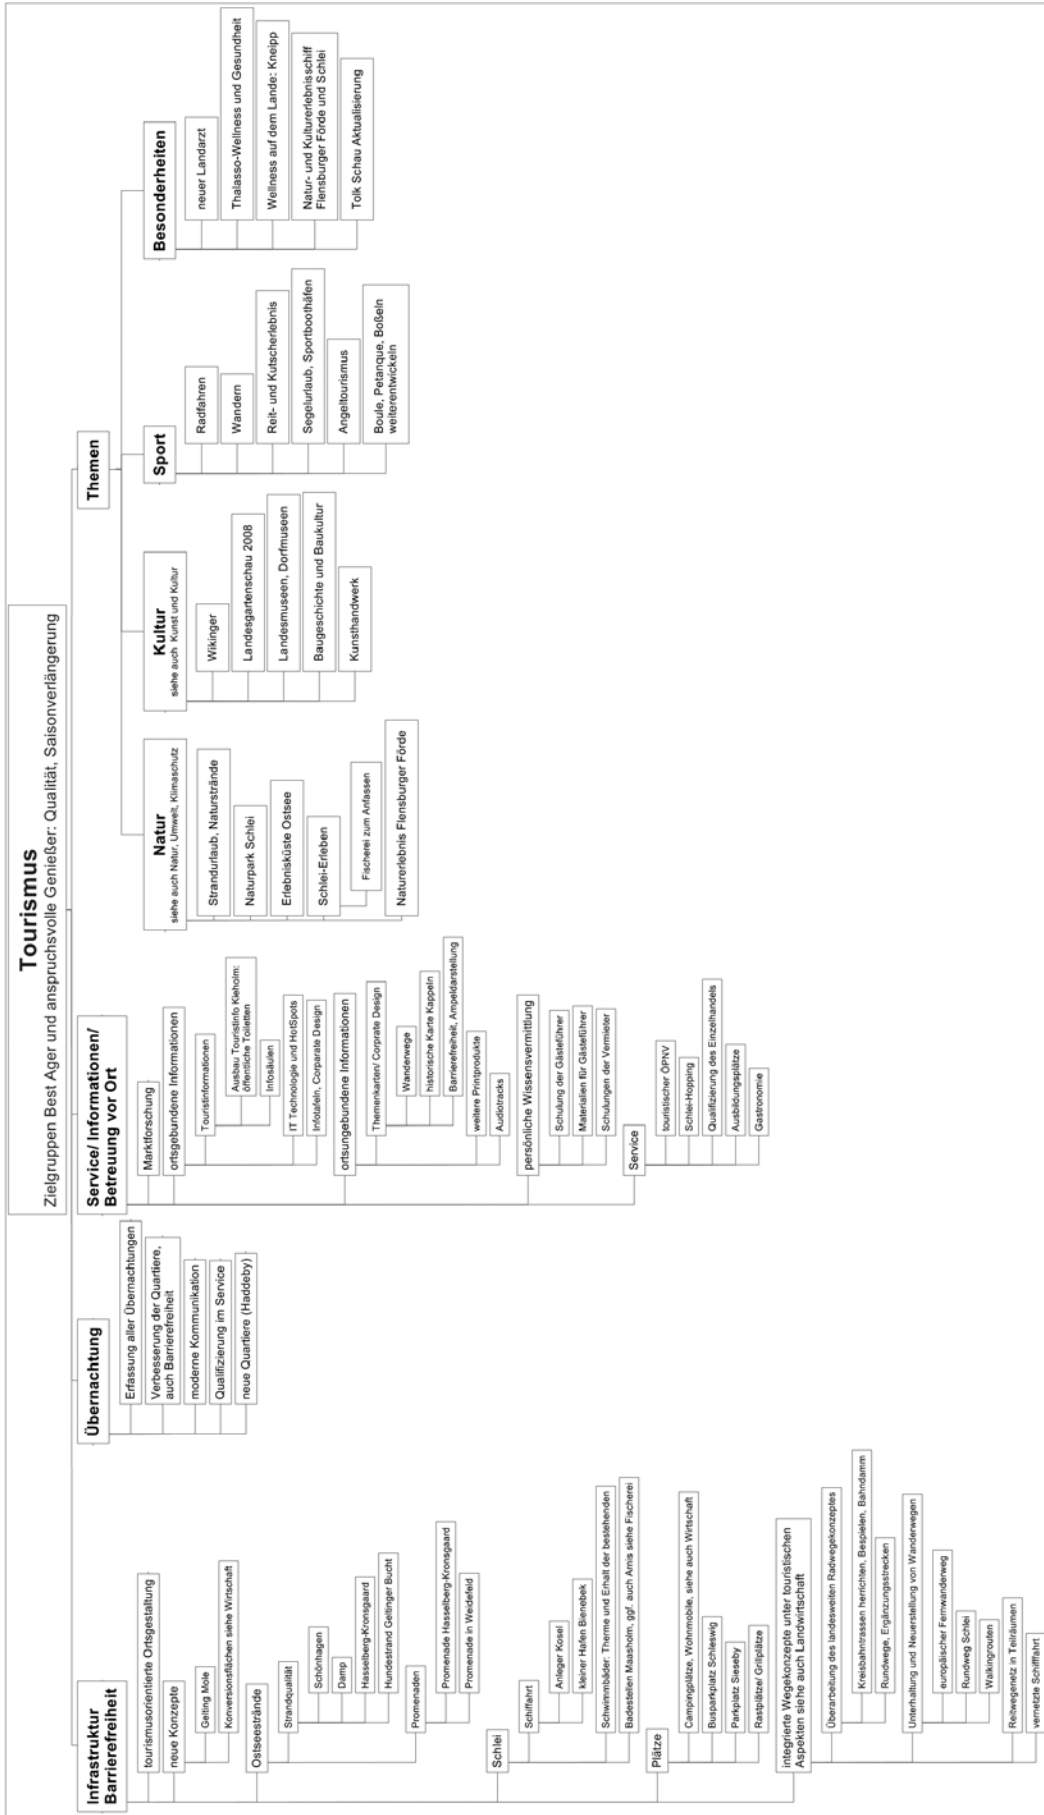 Tourismus
Zielgruppen Best Ager und anspruchsvolle Genießer: Qualität, Saisonverlängerung
Infrastruktur
Barrierefreiheit
tourismusorientierte Ortsgestaltung
neue Konzepte
Gelting Mole
Konversionsflächen siehe Wirtschaft
Ostseestrände
Strandqualität
Schönhagen
Damp
Hasselberg-Kronsgaard
Hundestrand Geltinger Bucht
Promenaden
Promenade Hasselberg-Kronsgaard
Promenade in Weidefeld
Schlei
Schiffahrt
Anleger Kosel
kleiner Hafen Bienebek
Schwimmbäder: Therme und Erhalt der bestehenden
Badestellen Maasholm, ggf. auch Arnis siehe Fischerei
Plätze
Campingplätze, Wohnmobile, siehe auch Wirtschaft
Busparkplatz Schleswig
Parkplatz Sieseby
Rastplätze/ Grillplätze
integrierte Wegekonzepte unter touristischen
Aspekten siehe auch Landwirtschaft
Überarbeitung des landesweiten Radwegekonzeptes
Kreisbahntrassen herrichten, Bespielen, Bahndamm
Rundwege, Ergänzungsstrecken
Unterhaltung und Neuerstellung von Wanderwegen
europäischer Fernwanderweg
Rundweg Schlei
Walkingrouten
Reitwegenetz in Teilräumen
vernetzte Schifffahrt
Übernachtung
Erfassung aller Übernachtungen
Verbesserung der Quartiere,
auch Barrierefreiheit
moderne Kommunikation
Qualifizierung im Service
neue Quartiere (Haddeby)
Service/ Informationen/
Betreuung vor Ort
Marktforschung
ortsgebundene Informationen
Touristinformationen
Ausbau Touristinfo Kieholm:
öffentliche Toiletten
Infosäulen
IT Technologie und HotSpots
Infotafeln, Corparate Design
ortsungebundene Informationen
Themenkarten/ Corprate Design
Wanderwege
historische Karte Kappeln
Barrierefreiheit, Ampeldarstellung
weitere Printprodukte
Audiotracks
persönliche Wissensvermittlung
Schulung der Gästeführer
Materialien für Gästeführer
Schulungen der Vermieter
Service
touristischer ÖPNV
Schlei-Hopping
Qualifizierung des Einzelhandels
Ausbildungsplätze
Gastronomie
Themen
Natur
siehe auch Natur, Umwelt, Klimaschutz
Strandurlaub, Naturstrände
Naturpark Schlei
Erlebnisküste Ostsee
Schlei-Erleben
Fischerei zum Anfassen
Naturerlebnis Flensburger Förde
Kultur
siehe auch Kunst und Kultur
Wikinger
Landesgartenschau 2008
Landesmuseen, Dorfmuseen
Baugeschichte und Baukultur
Kunsthandwerk
Sport
Radfahren
Wandern
Reit- und Kutscherlebnis
Segelurlaub, Sportboothäfen
Angeltourismus
Boule, Petanque, Boßeln
weiterentwickeln
Besonderheiten
neuer Landarzt
Thalasso-Wellness und Gesundheit
Wellness auf dem Lande: Kneipp
Natur- und Kulturerlebnisschiff
Flensburger Förde und Schlei
Tolk Schau Aktualisierung